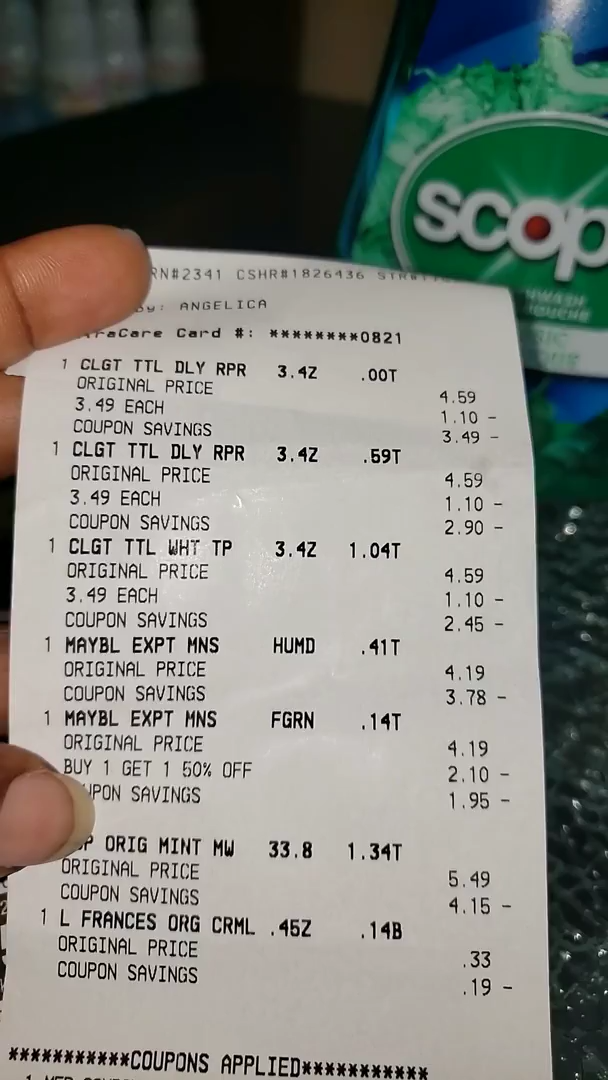 scop
RN#2341 CSHR#1826436
by: ANGELICA
Care Card #: ********0821
1 CLGT TTL DLY RPR 3.4Z .00T
ORIGINAL PRICE 4.59
3.49 EACH 1.10 -
COUPON SAVINGS 3.49 -
1 CLGT TTL DLY RPR 3.4Z .59T
ORIGINAL PRICE 4.59
3.49 EACH 1.10 -
COUPON SAVINGS 2.90 -
1 CLGT TTL WHT TP 3.4Z 1.04T
ORIGINAL PRICE 4.59
3.49 EACH 1.10 -
COUPON SAVINGS 2.45 -
1 MAYBL EXPT MNS HUMD .41T
ORIGINAL PRICE 4.19
COUPON SAVINGS 3.78 -
1 MAYBL EXPT MNS FGRN .14T
ORIGINAL PRICE 4.19
BUY 1 GET 1 50% OFF 2.10 -
UPON SAVINGS 1.95 -
P ORIG MINT MW 33.8 1.34T
ORIGINAL PRICE 5.49
COUPON SAVINGS 4.15 -
1 L FRANCES ORG CRML .45Z .14B
ORIGINAL PRICE .33
COUPON SAVINGS .19 -
***********COUPONS APPLIED***********